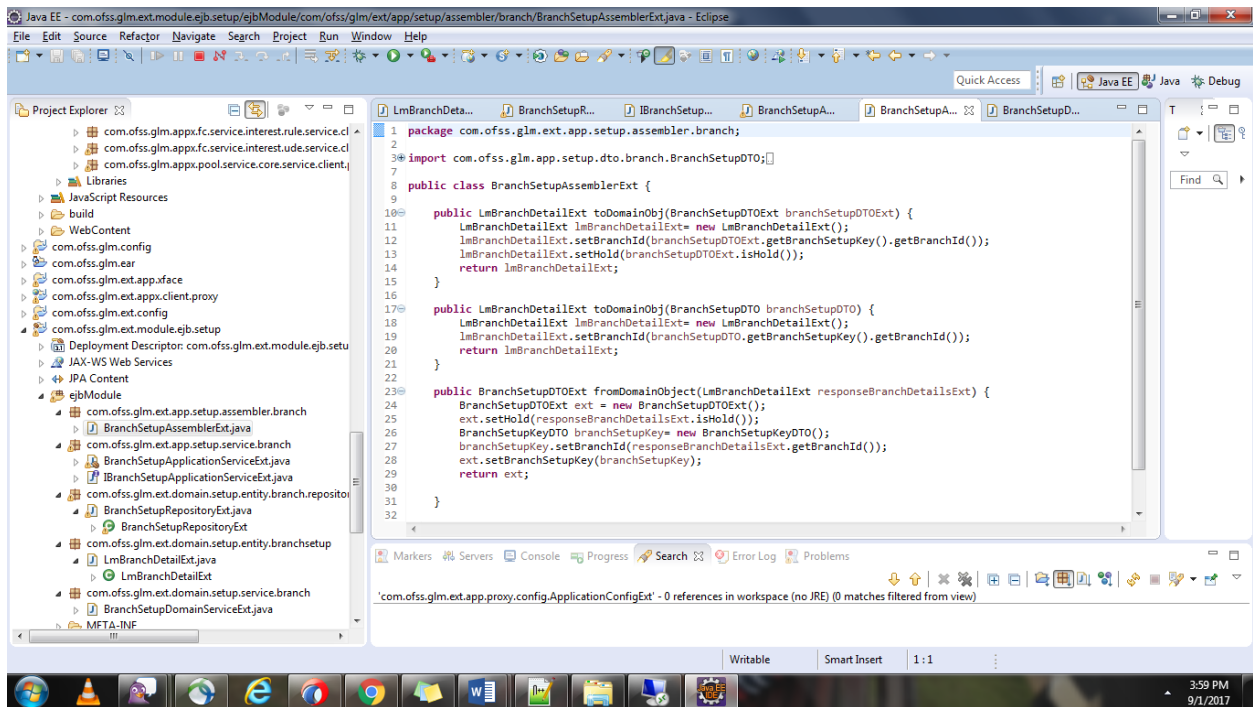 Java EE - com.ofss.glm.ext.module.ejb.setup/ejbModule/com/ofss/glm/ext/app/setup/assembler/branch/BranchSetupAssemblerExt.java - Eclipse
File Edit Source Refactor Navigate Search Project Run Window Help
Quick Access
Java EE
Java
Debug
Project Explorer
com.ofss.glm.appx.fc.service.interest.rule.service.cl
com.ofss.glm.appx.fc.service.interest.ude.service.cl
com.ofss.glm.appx.pool.service.core.service.client.p
Libraries
JavaScript Resources
build
WebContent
com.ofss.glm.config
com.ofss.glm.ear
com.ofss.glm.ext.app.xface
com.ofss.glm.ext.appx.client.proxy
com.ofss.glm.ext.config
com.ofss.glm.ext.module.ejb.setup
Deployment Descriptor: com.ofss.glm.ext.module.ejb.setu
JAX-WS Web Services
JPA Content
ejbModule
com.ofss.glm.ext.app.setup.assembler.branch
BranchSetupAssemblerExt.java
com.ofss.glm.ext.app.setup.service.branch
BranchSetupApplicationServiceExt.java
IBranchSetupApplicationServiceExt.java
com.ofss.glm.ext.domain.setup.entity.branch.repositor
BranchSetupRepositoryExt.java
BranchSetupRepositoryExt
com.ofss.glm.ext.domain.setup.entity.branchsetup
LmBranchDetailExt.java
LmBranchDetailExt
com.ofss.glm.ext.domain.setup.service.branch
BranchSetupDomainServiceExt.java
META-INF
LmBranchDeta... BranchSetupR... IBranchSetup... BranchSetupA... BranchSetupA... BranchSetupD...
1 package com.ofss.glm.ext.app.setup.assembler.branch;
2
3 import com.ofss.glm.app.setup.dto.branch.BranchSetupDTO;
7
8 public class BranchSetupAssemblerExt {
9
10 public LmBranchDetailExt toDomainObj(BranchSetupDTOExt branchSetupDTOExt) {
11 LmBranchDetailExt lmBranchDetailExt= new LmBranchDetailExt();
12 lmBranchDetailExt.setBranchId(branchSetupDTOExt.getBranchSetupKey().getBranchId());
13 lmBranchDetailExt.setHold(branchSetupDTOExt.isHold());
14 return lmBranchDetailExt;
15 }
16
17 public LmBranchDetailExt toDomainObj(BranchSetupDTO branchSetupDTO) {
18 LmBranchDetailExt lmBranchDetailExt= new LmBranchDetailExt();
19 lmBranchDetailExt.setBranchId(branchSetupDTO.getBranchSetupKey().getBranchId());
20 return lmBranchDetailExt;
21 }
22
23 public BranchSetupDTOExt fromDomainObject(LmBranchDetailExt responseBranchDetailsExt) {
24 BranchSetupDTOExt ext = new BranchSetupDTOExt();
25 ext.setHold(responseBranchDetailsExt.isHold());
26 BranchSetupKeyDTO branchSetupKey= new BranchSetupKeyDTO();
27 branchSetupKey.setBranchId(responseBranchDetailsExt.getBranchId());
28 ext.setBranchSetupKey(branchSetupKey);
29 return ext;
30
31 }
32
T
Find
Markers Servers Console Progress Search Error Log Problems
'com.ofss.glm.ext.app.proxy.config.ApplicationConfigExt' - 0 references in workspace (no JRE) (0 matches filtered from view)
Writable Smart Insert 1 : 1
3:59 PM
9/1/2017